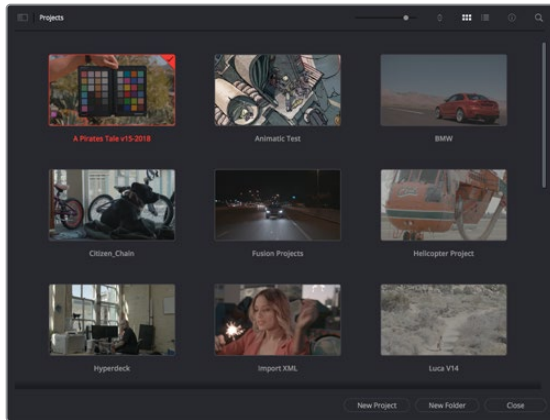 Projects
A Pirates Tale v15-2018
Animatic Test
BMW
Citizen_Chain
Fusion Projects
Helicopter Project
Hyperdeck
Import XML
Luca V14
New Project
New Folder
Close